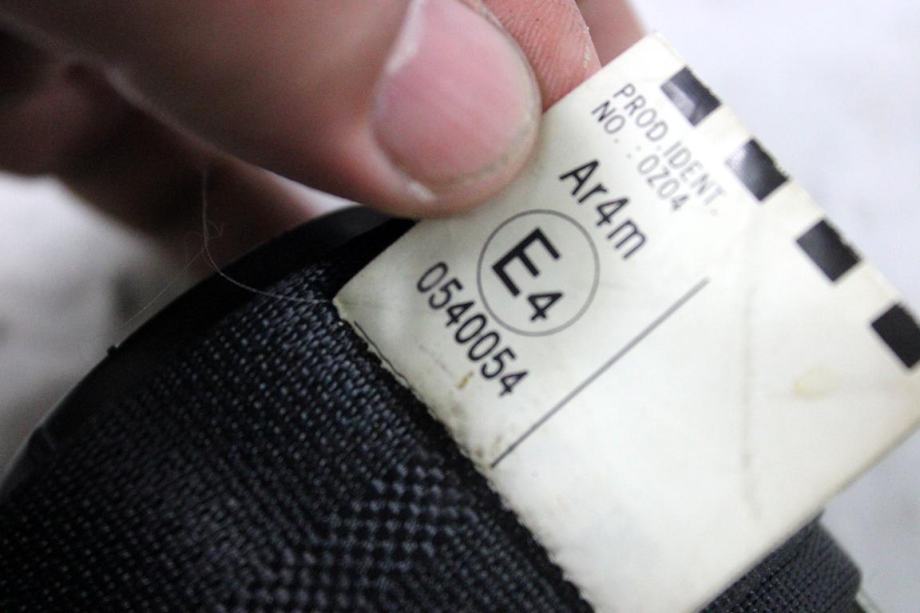 PROD.IDENT.
NO. : 0Z04
Ar4m
E4
0540054